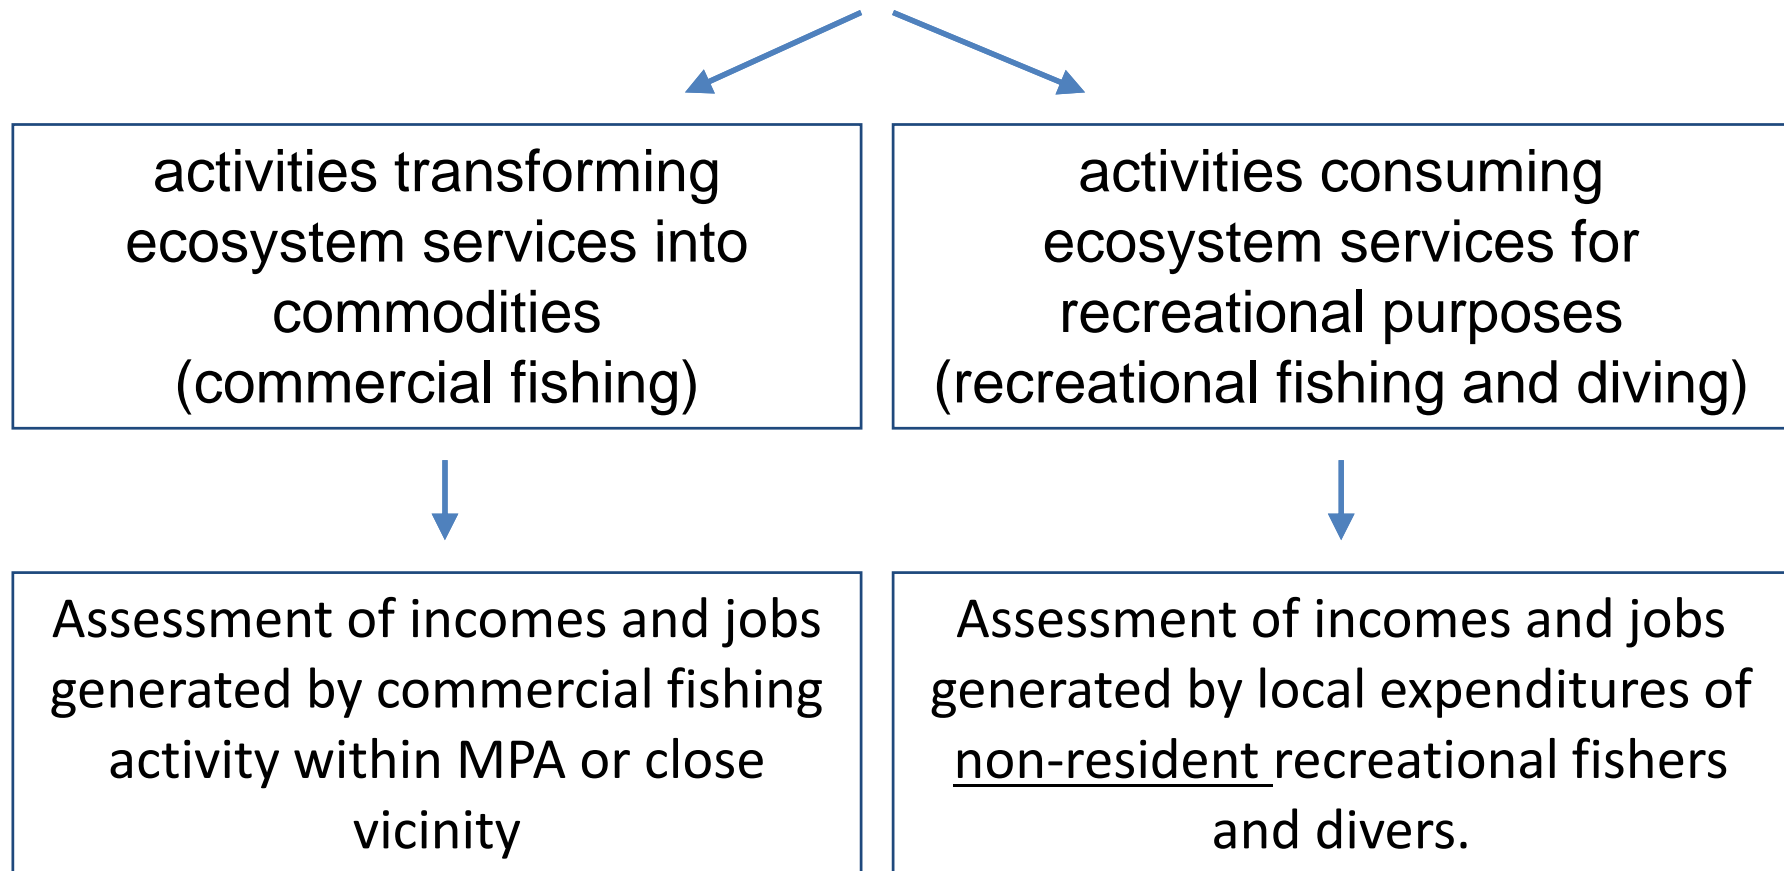 activities transforming
ecosystem services into
commodities
(commercial fishing)
activities consuming
ecosystem services for
recreational purposes
(recreational fishing and diving)
Assessment of incomes and jobs
generated by commercial fishing
activity within MPA or close
vicinity
Assessment of incomes and jobs
generated by local expenditures of
non-resident recreational fishers
and divers.